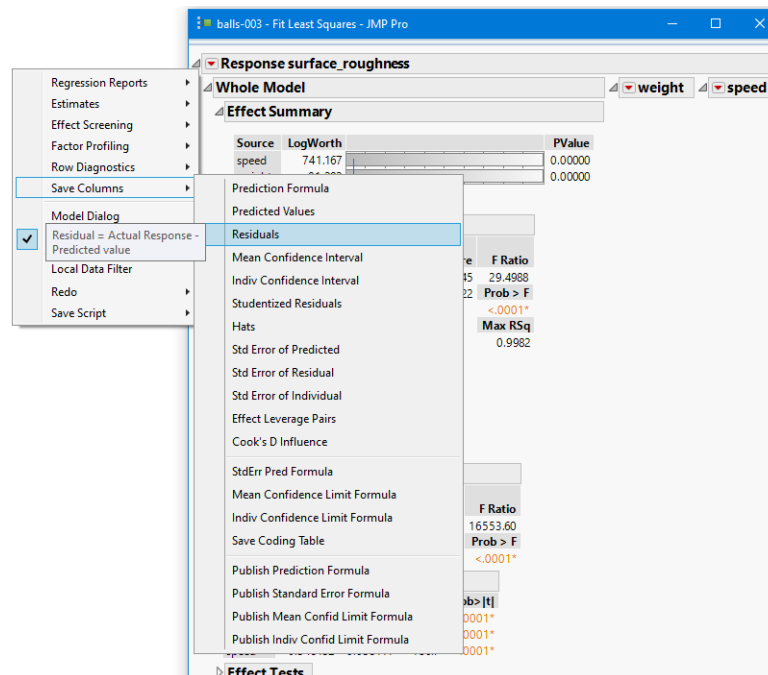 balls-003 - Fit Least Squares - JMP Pro
Response surface_roughness
Whole Model
weight
speed
Effect Summary
Source LogWorth PValue
speed 741.167 0.00000
0.00000
Regression Reports
Estimates
Effect Screening
Factor Profiling
Row Diagnostics
Save Columns
Model Dialog
Residual = Actual Response -
Predicted value
Local Data Filter
Redo
Save Script
Prediction Formula
Predicted Values
Residuals
Mean Confidence Interval
Indiv Confidence Interval
Studentized Residuals
Hats
Std Error of Predicted
Std Error of Residual
Std Error of Individual
Effect Leverage Pairs
Cook's D Influence
StdErr Pred Formula
Mean Confidence Limit Formula
Indiv Confidence Limit Formula
Save Coding Table
Publish Prediction Formula
Publish Standard Error Formula
Publish Mean Confid Limit Formula
Publish Indiv Confid Limit Formula
F Ratio
29.4988
Prob > F
<.0001*
Max RSq
0.9982
F Ratio
16553.60
Prob > F
<.0001*
Effect Tests